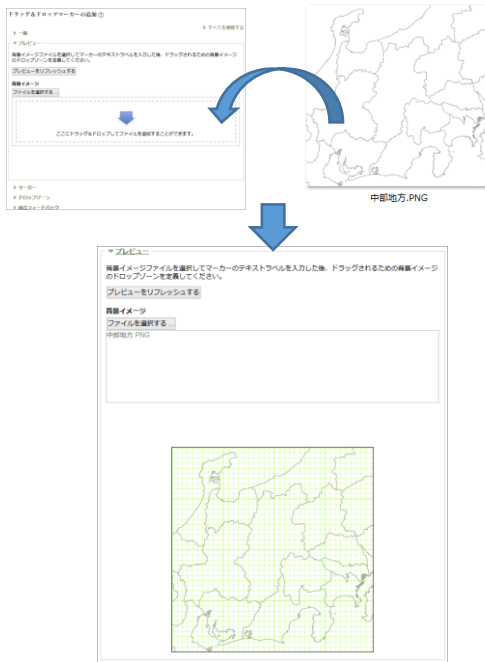 ドラッグ&ドロップマーカーの追加
すべてを展開する
一般
プレビュー
背景イメージファイルを選択してマーカーのテキストラベルを入力した後、ドラッグされるための背景イメージ
のドロップゾーンを定義してください。
プレビューをリフレッシュする
背景イメージ
ファイルを選択する ...
ここにドラッグ&ドロップしてファイルを追加することができます。
マーカー
ドロップゾーン
総合フィードバック
中部地方.PNG
プレビュー
背景イメージファイルを選択してマーカーのテキストラベルを入力した後、ドラッグされるための背景イメージ
のドロップゾーンを定義してください。
プレビューをリフレッシュする
背景イメージ
ファイルを選択する ...
中部地方.PNG